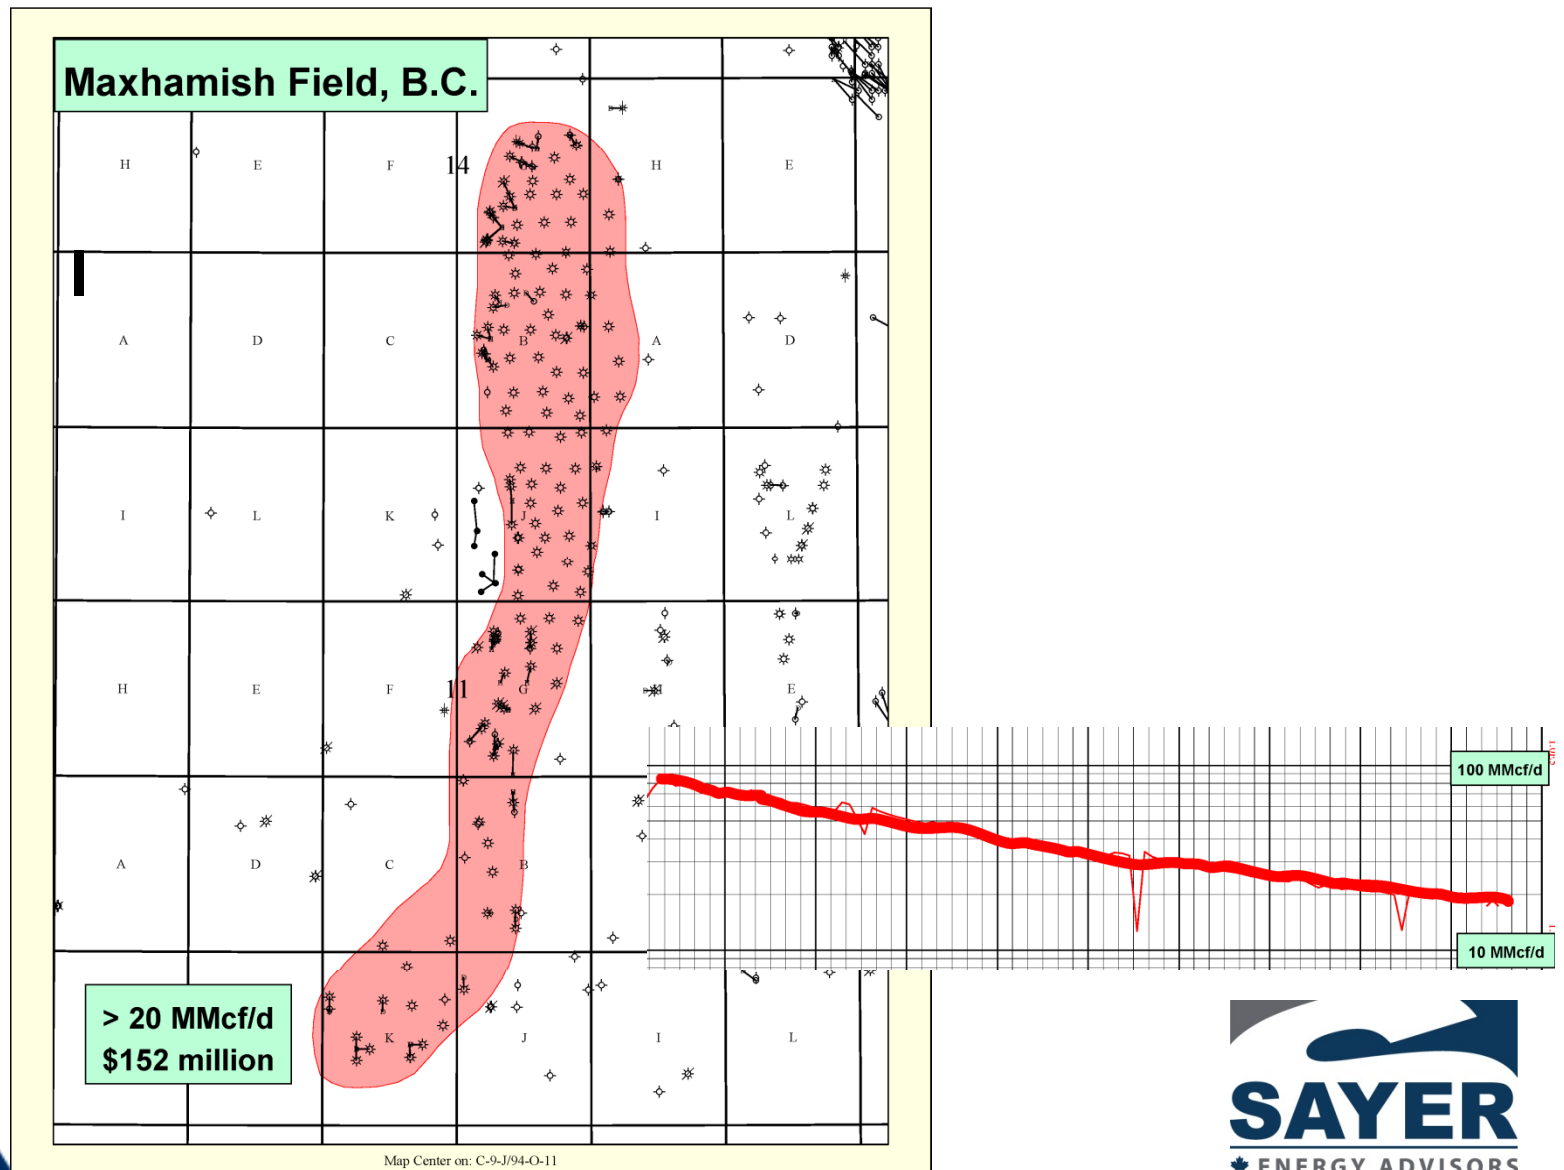 Maxhamish Field, B.C.
H E F 14 H E
A D C B A D
I L K J I L
H E F 11 G E
A D C B
K J I L
> 20 MMcf/d
$152 million
Map Center on: C-9-J/94-O-11
100 MMcf/d
10 MMcf/d
SAYER
ENERGY ADVISORS